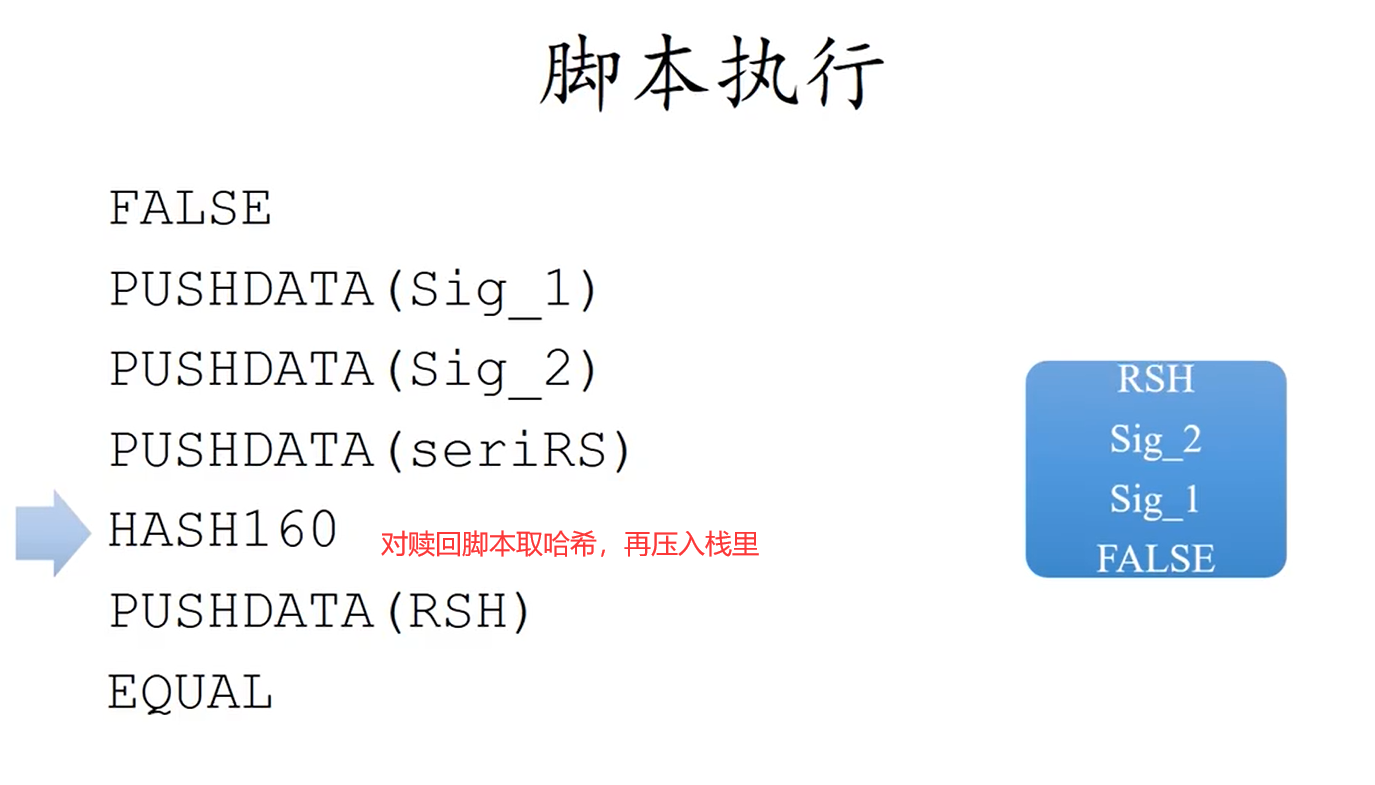 脚本执行
FALSE
PUSHDATA(Sig_1)
PUSHDATA(Sig_2)
PUSHDATA(seriRS)
HASH160
对赎回脚本取哈希，再压入栈里
PUSHDATA(RSH)
EQUAL
RSH
Sig_2
Sig_1
FALSE